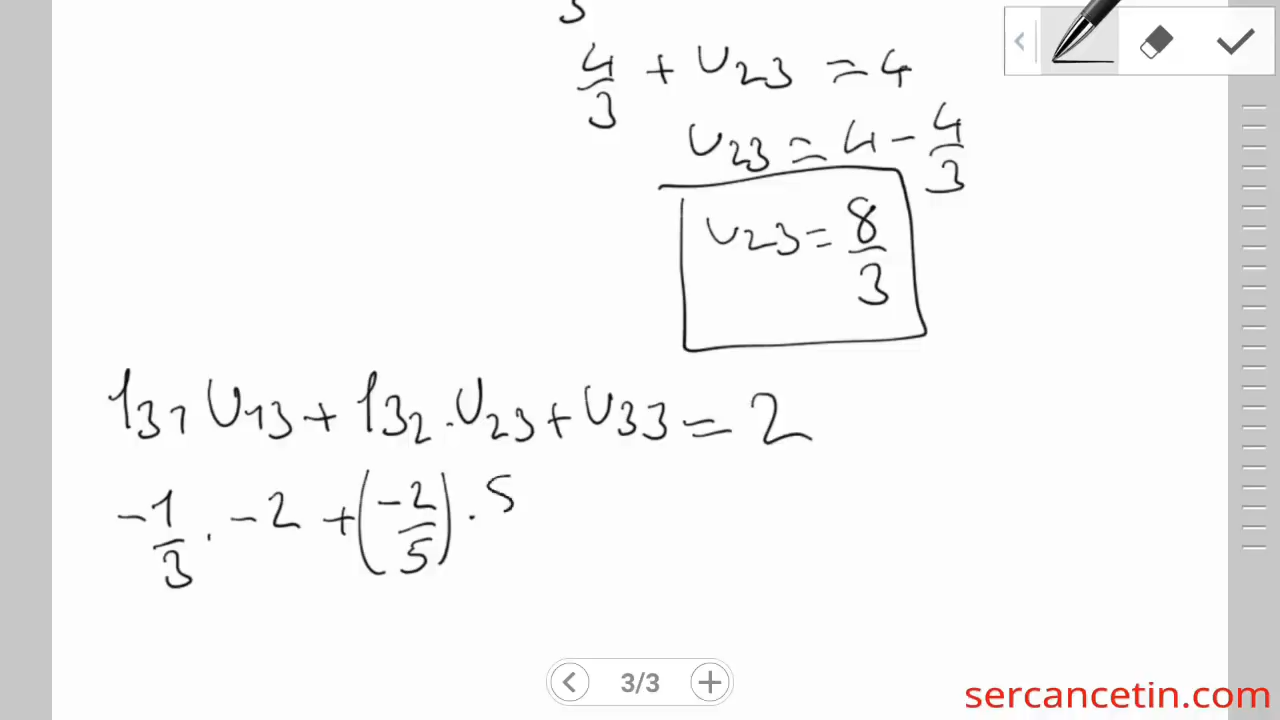 4/3 + U23 = 4
U23 = 4 - 4/3
U23 = 8/3
l31 U13 + l32 . U23 + U33 = 2
-1/3 . -2 + (-2/5) . 5
3/3
sercancetin.com